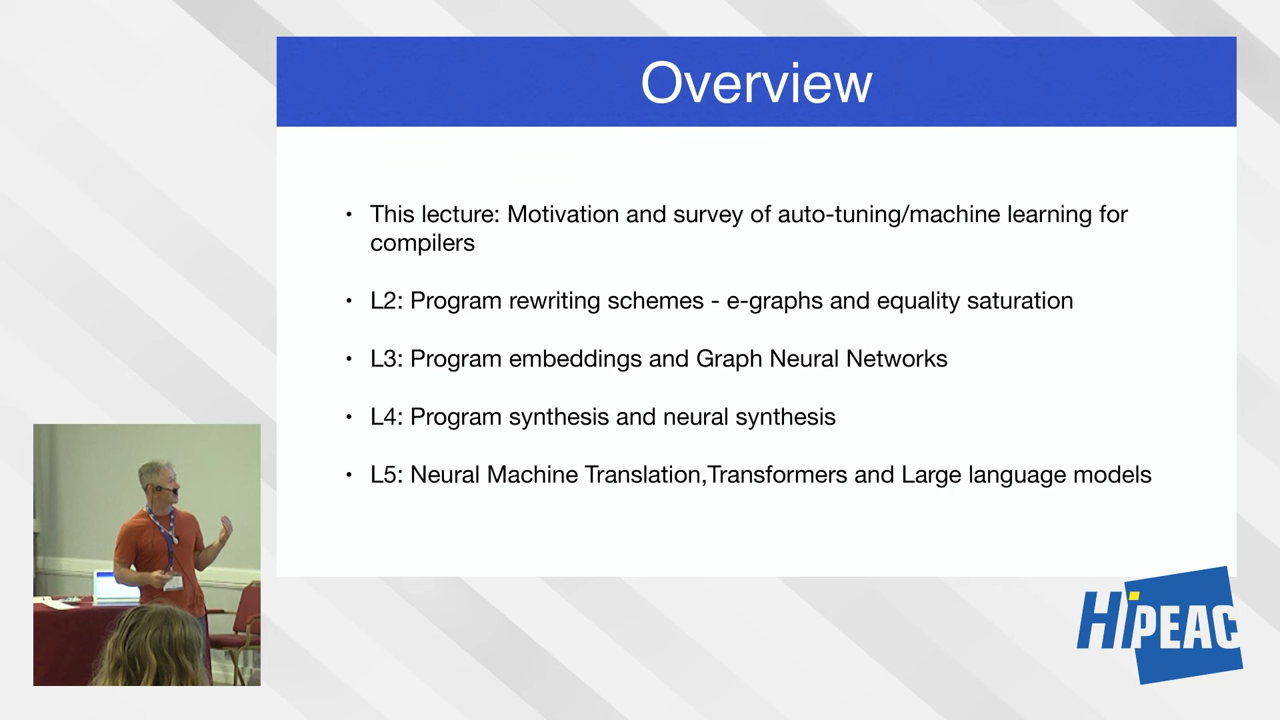 Overview
• This lecture: Motivation and survey of auto-tuning/machine learning for
compilers
• L2: Program rewriting schemes - e-graphs and equality saturation
• L3: Program embeddings and Graph Neural Networks
• L4: Program synthesis and neural synthesis
• L5: Neural Machine Translation,Transformers and Large language models
HiPEAC